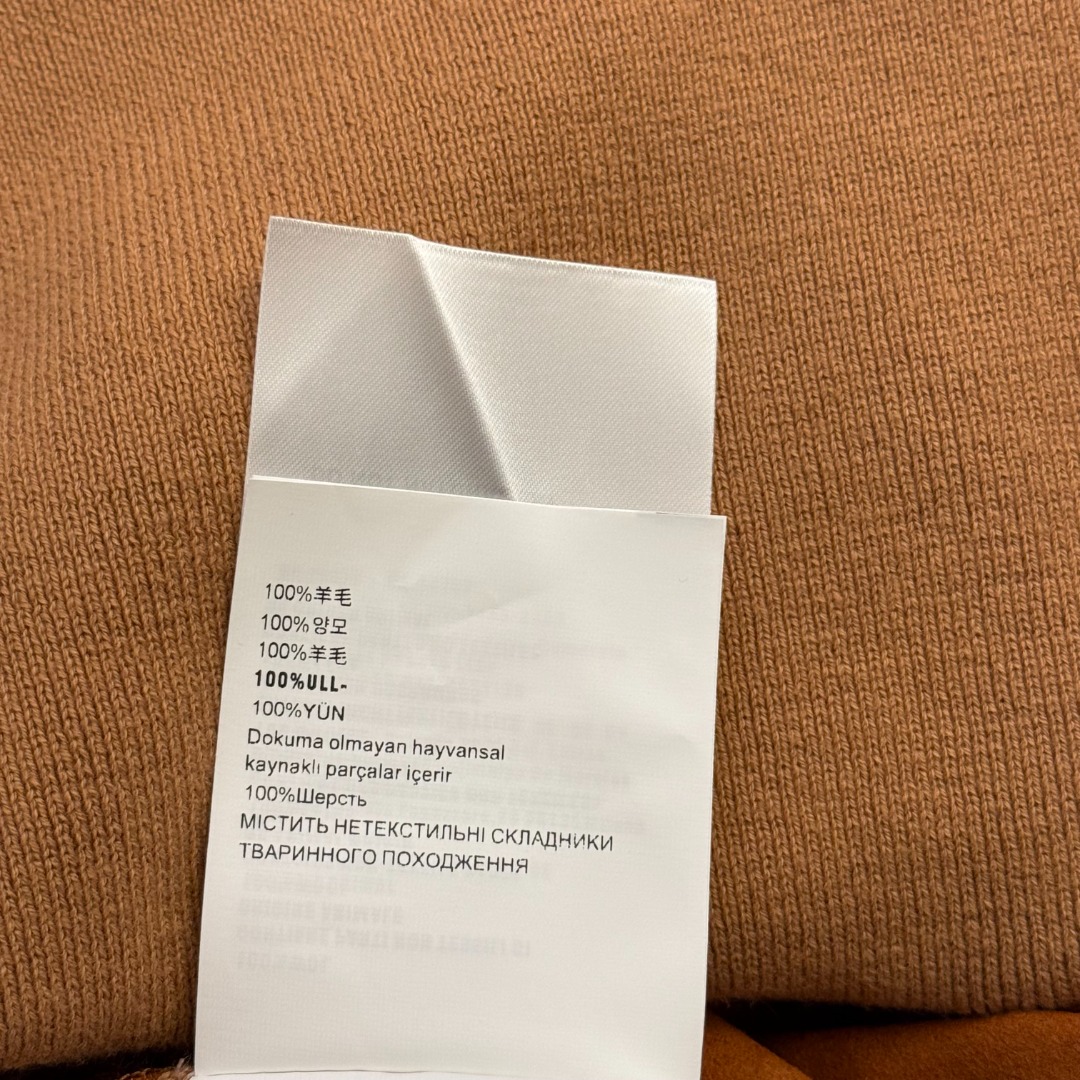 100%羊毛
100%양모
100%羊毛
100%ULL-
100%YÜN
Dokuma olmayan hayvansal
kaynaklı parçalar içerir
100%Шерсть
МІСТИТЬ НЕТЕКСТИЛЬНІ СКЛАДНИКИ
ТВАРИННОГО ПОХОДЖЕННЯ